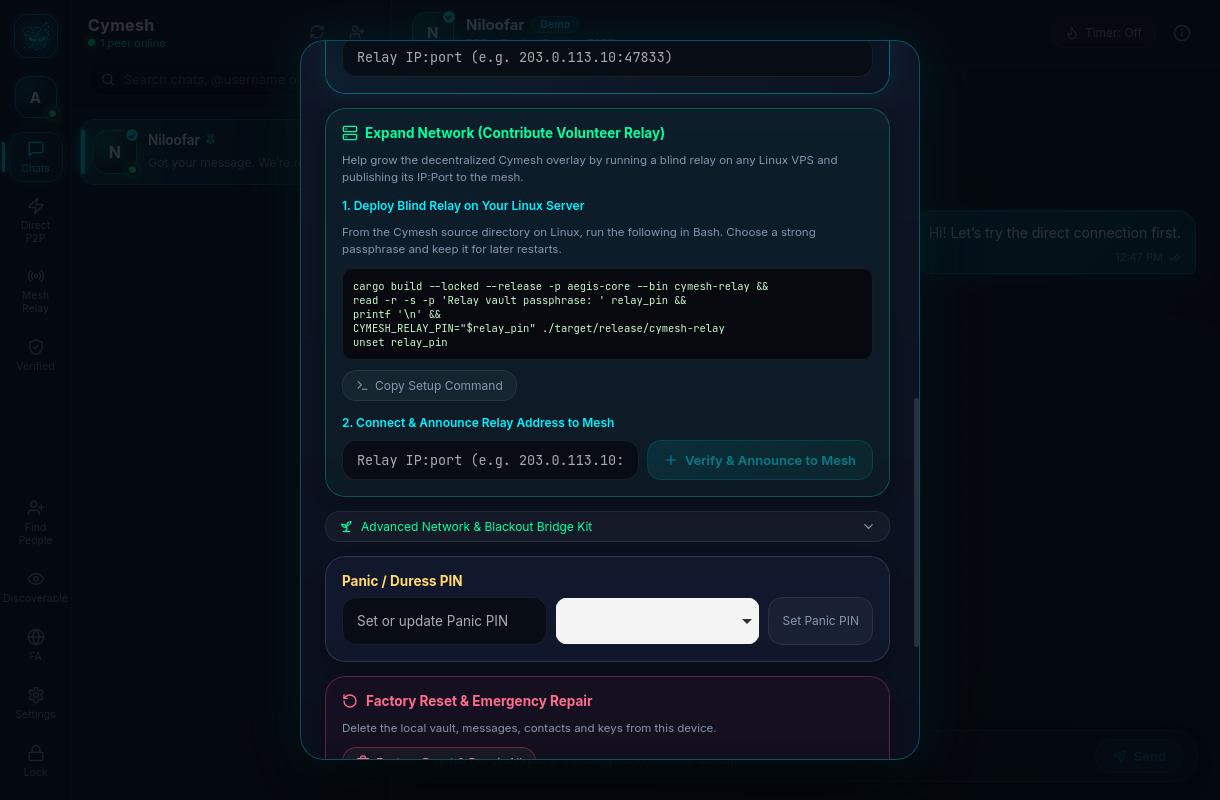 Cymesh
1 peer online
Search chats, @username o
A
Chats
Direct
P2P
Mesh
Relay
Verified
Find
People
Discoverable
FA
Settings
Lock
N
Niloofar
Got your message. We're r
N
Niloofar
Demo
Timer: Off
Hi! Let's try the direct connection first.
12:47 PM
Send
Relay IP:port (e.g. 203.0.113.10:47833)
Expand Network (Contribute Volunteer Relay)
Help grow the decentralized Cymesh overlay by running a blind relay on any Linux VPS and
publishing its IP:Port to the mesh.
1. Deploy Blind Relay on Your Linux Server
From the Cymesh source directory on Linux, run the following in Bash. Choose a strong
passphrase and keep it for later restarts.
cargo build --locked --release -p aegis-core --bin cymesh-relay &&
read -r -s -p 'Relay vault passphrase: ' relay_pin &&
printf '\n' &&
CYMESH_RELAY_PIN="$relay_pin" ./target/release/cymesh-relay
unset relay_pin
Copy Setup Command
2. Connect & Announce Relay Address to Mesh
Relay IP:port (e.g. 203.0.113.10:
Verify & Announce to Mesh
Advanced Network & Blackout Bridge Kit
Panic / Duress PIN
Set or update Panic PIN
Set Panic PIN
Factory Reset & Emergency Repair
Delete the local vault, messages, contacts and keys from this device.